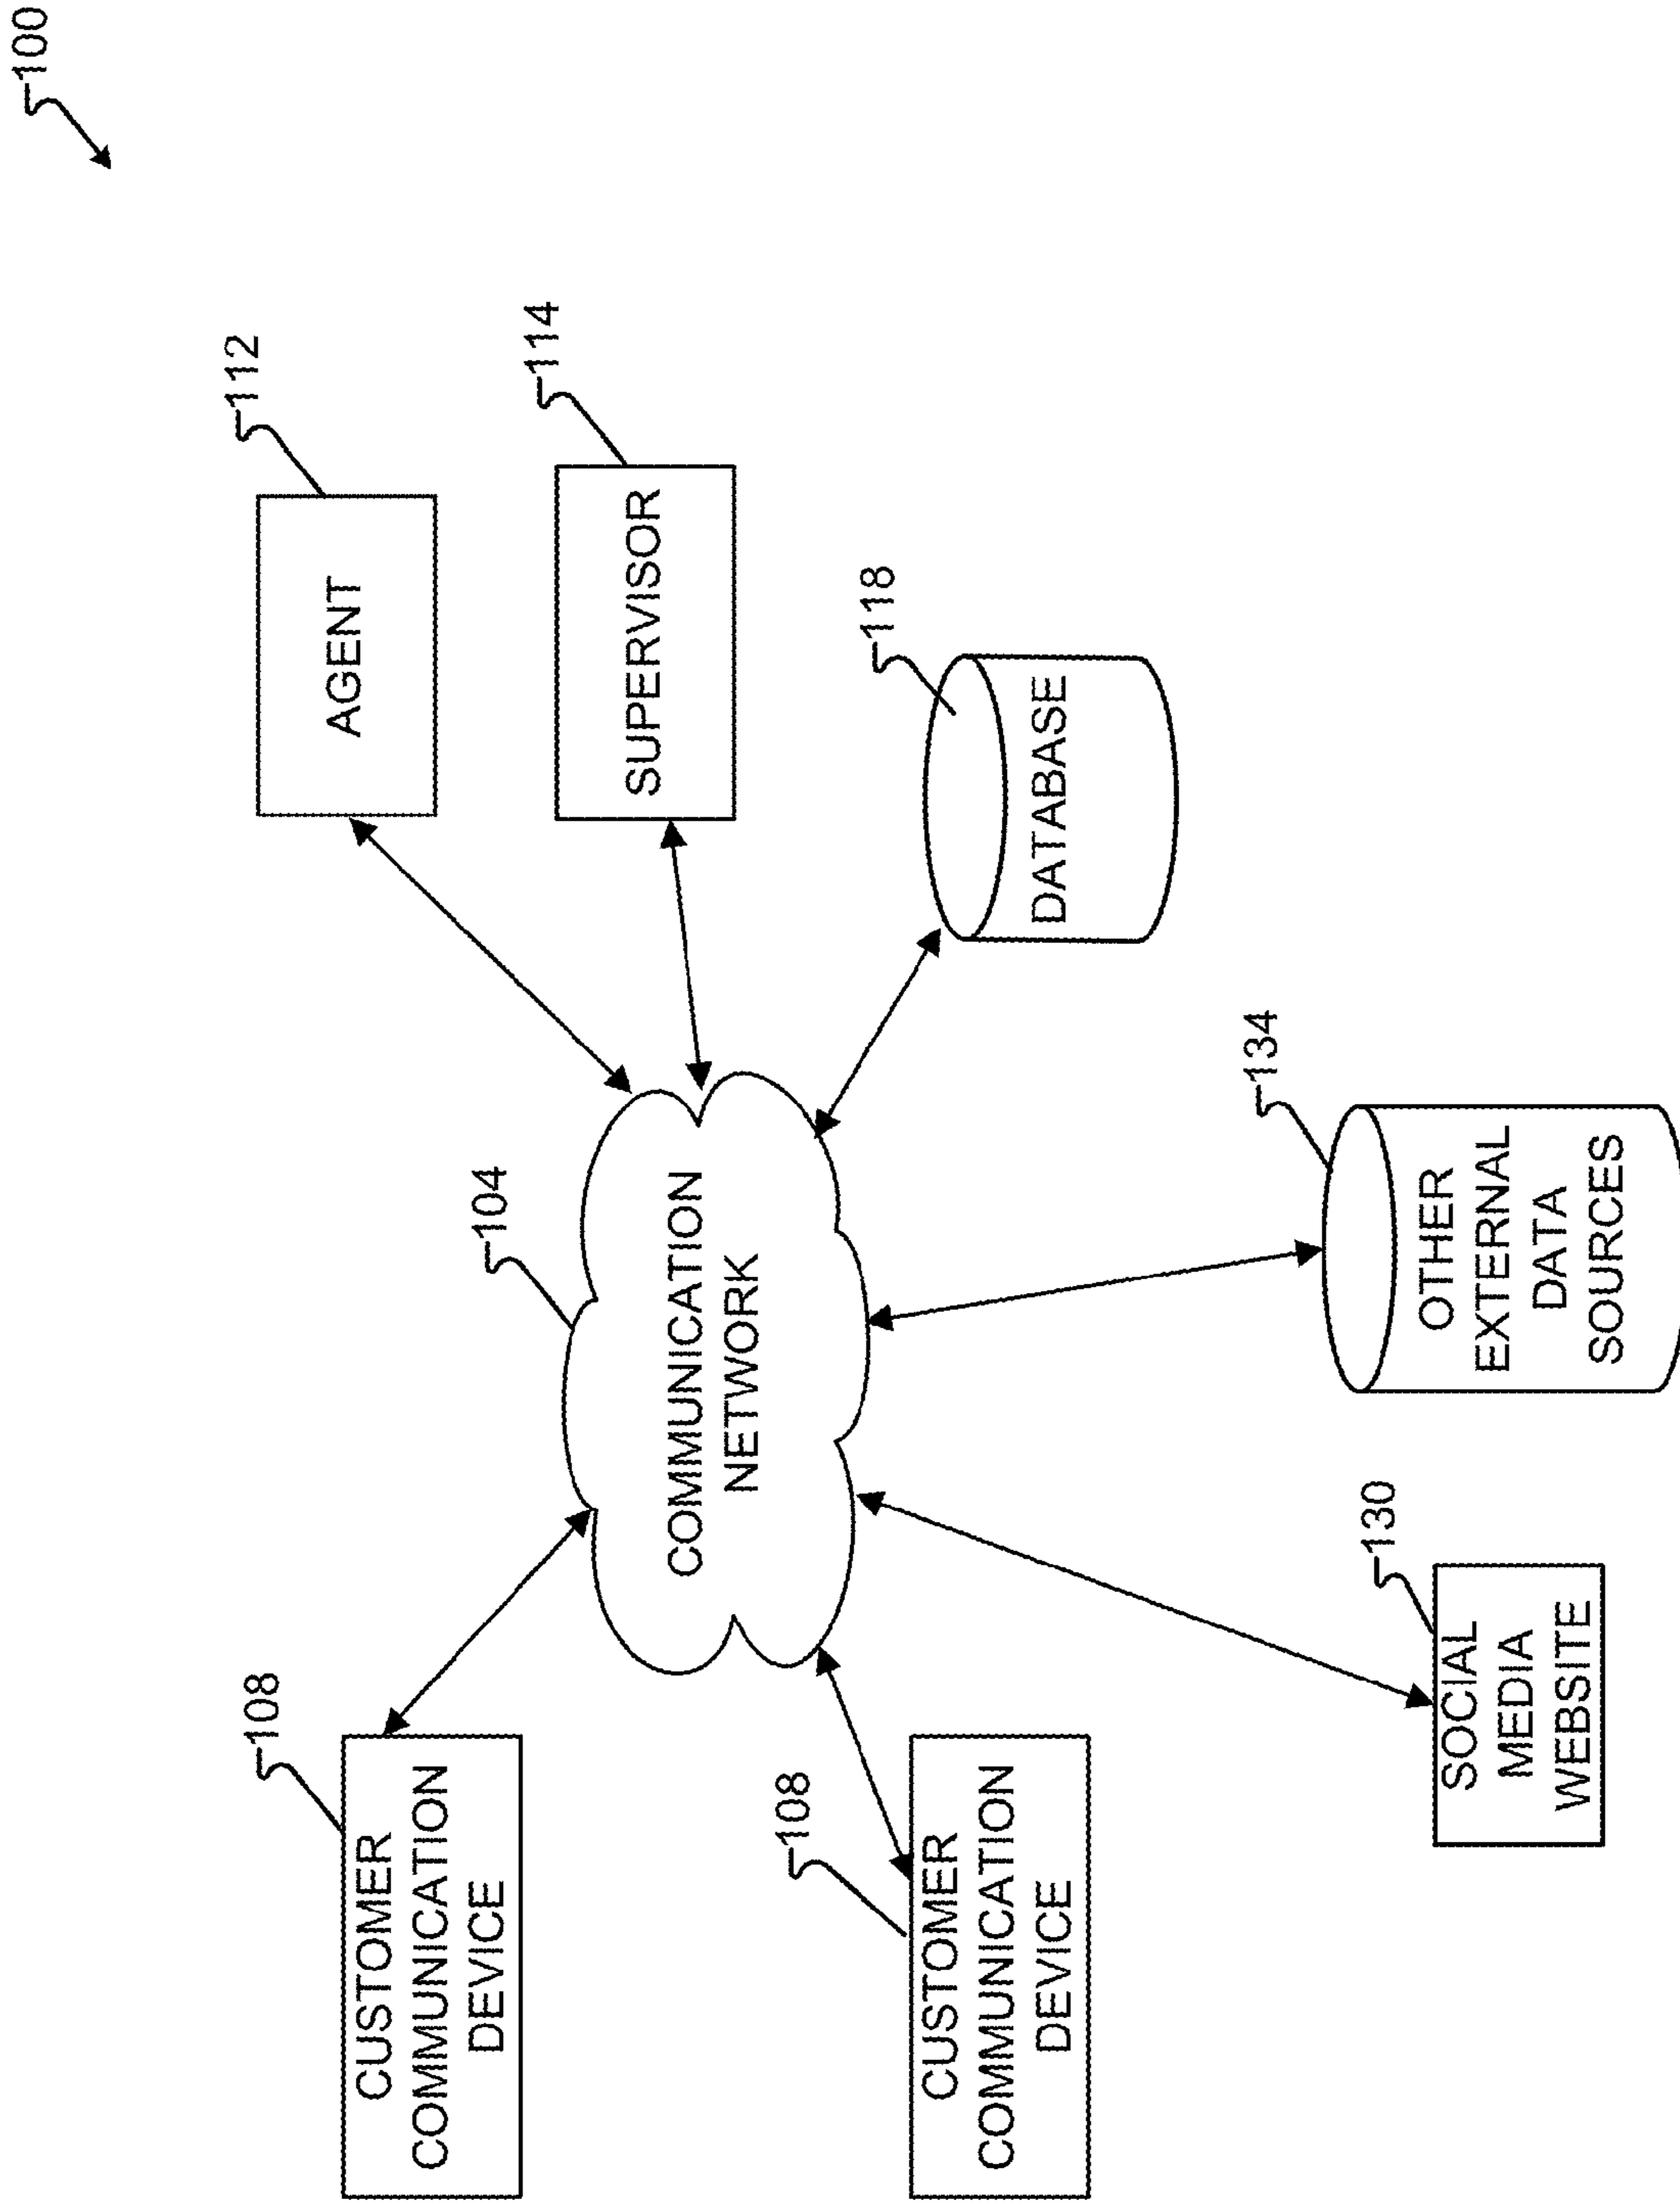 100
108
CUSTOMER
COMMUNICATION
DEVICE
112
AGENT
104
COMMUNICATION
NETWORK
114
SUPERVISOR
108
CUSTOMER
COMMUNICATION
DEVICE
118
DATABASE
130
SOCIAL
MEDIA
WEBSITE
134
OTHER
EXTERNAL
DATA
SOURCES